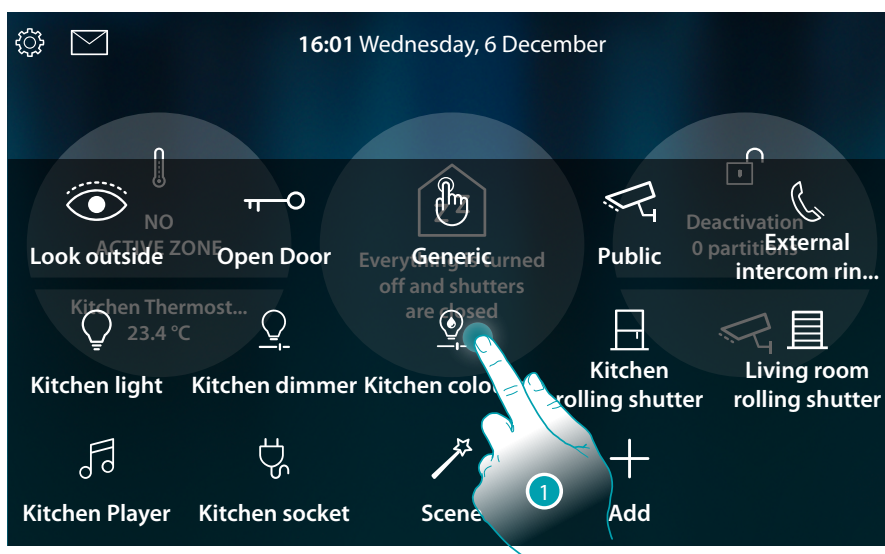 16:01 Wednesday, 6 December
NO
ACTIVE ZONE
Deactivation
0 partitions
Look outside
Open Door
Generic
Public
External
intercom rin...
Everything is turned
off and shutters
are closed
Kitchen Thermost...
23.4 °C
Kitchen light
Kitchen dimmer
Kitchen colou
Kitchen
rolling shutter
Living room
rolling shutter
Kitchen Player
Kitchen socket
Scene
Add
1